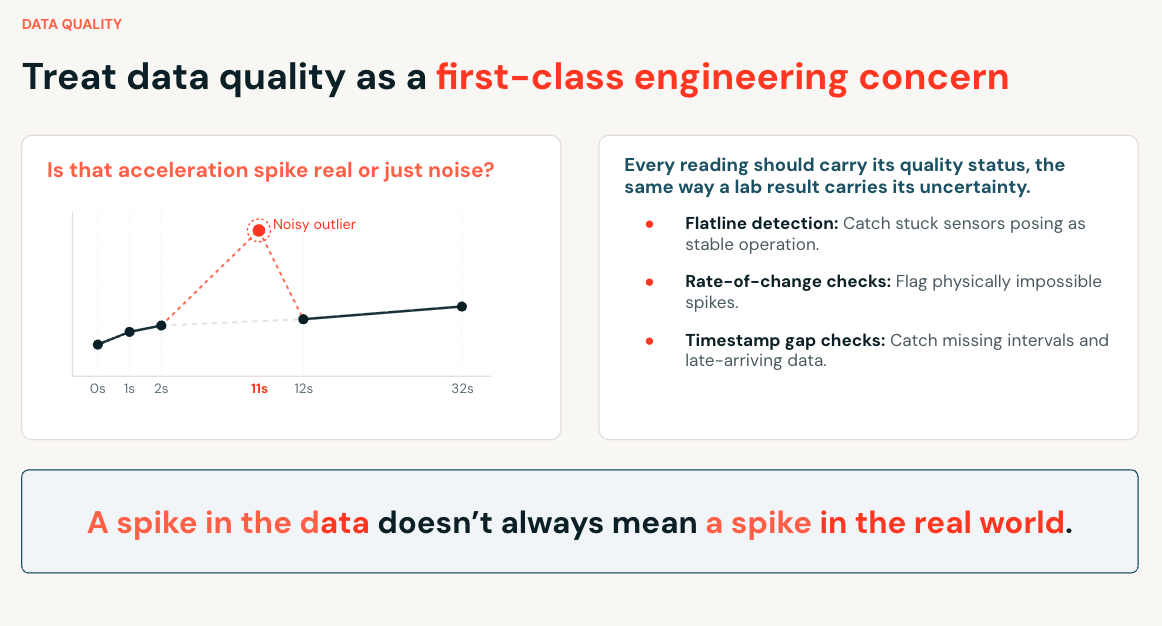 DATA QUALITY
Treat data quality as a first-class engineering concern
Is that acceleration spike real or just noise?
Noisy outlier
0s 1s 2s 11s 12s 32s
Every reading should carry its quality status, the
same way a lab result carries its uncertainty.
• Flatline detection: Catch stuck sensors posing as
stable operation.
• Rate-of-change checks: Flag physically impossible
spikes.
• Timestamp gap checks: Catch missing intervals and
late-arriving data.
A spike in the data doesn’t always mean a spike in the real world.